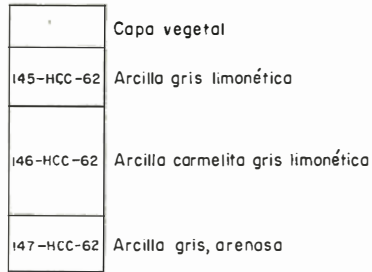 Capa vegetal
145-HCC-62 Arcilla gris limonética
146-HCC-62 Arcilla carmelita gris limonética
147-HCC-62 Arcilla gris, arenosa